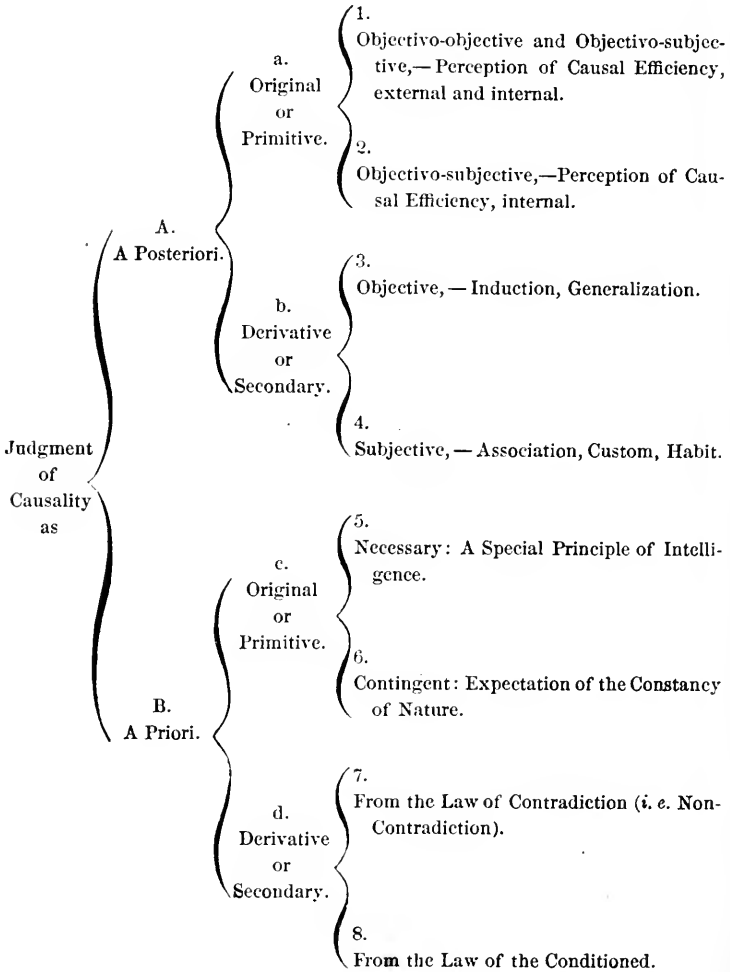 Judgment
of
Causality
as
A.
A Posteriori.
a.
Original
or
Primitive.
1.
Objectivo-objective and Objectivo-subjec-
tive,—Perception of Causal Efficiency,
external and internal.
2.
Objectivo-subjective,—Perception of Cau-
sal Efficiency, internal.
b.
Derivative
or
Secondary.
3.
Objective,—Induction, Generalization.
4.
Subjective,—Association, Custom, Habit.
B.
A Priori.
c.
Original
or
Primitive.
5.
Necessary: A Special Principle of Intelli-
gence.
6.
Contingent: Expectation of the Constancy
of Nature.
d.
Derivative
or
Secondary.
7.
From the Law of Contradiction (i. e. Non-
Contradiction).
8.
From the Law of the Conditioned.